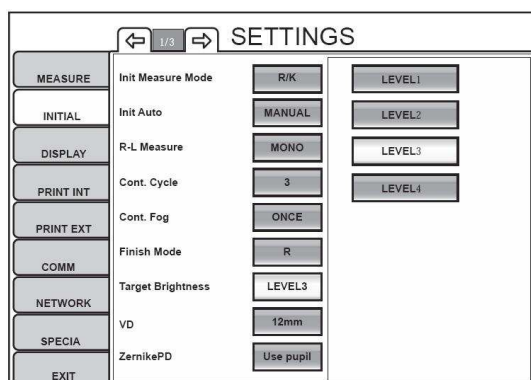 1/3 SETTINGS
MEASURE
INITIAL
DISPLAY
PRINT INT
PRINT EXT
COMM
NETWORK
SPECIA
EXIT
Init Measure Mode R/K
Init Auto MANUAL
R-L Measure MONO
Cont. Cycle 3
Cont. Fog ONCE
Finish Mode R
Target Brightness LEVEL3
VD 12mm
ZernikePD Use pupil
LEVEL1
LEVEL2
LEVEL3
LEVEL4